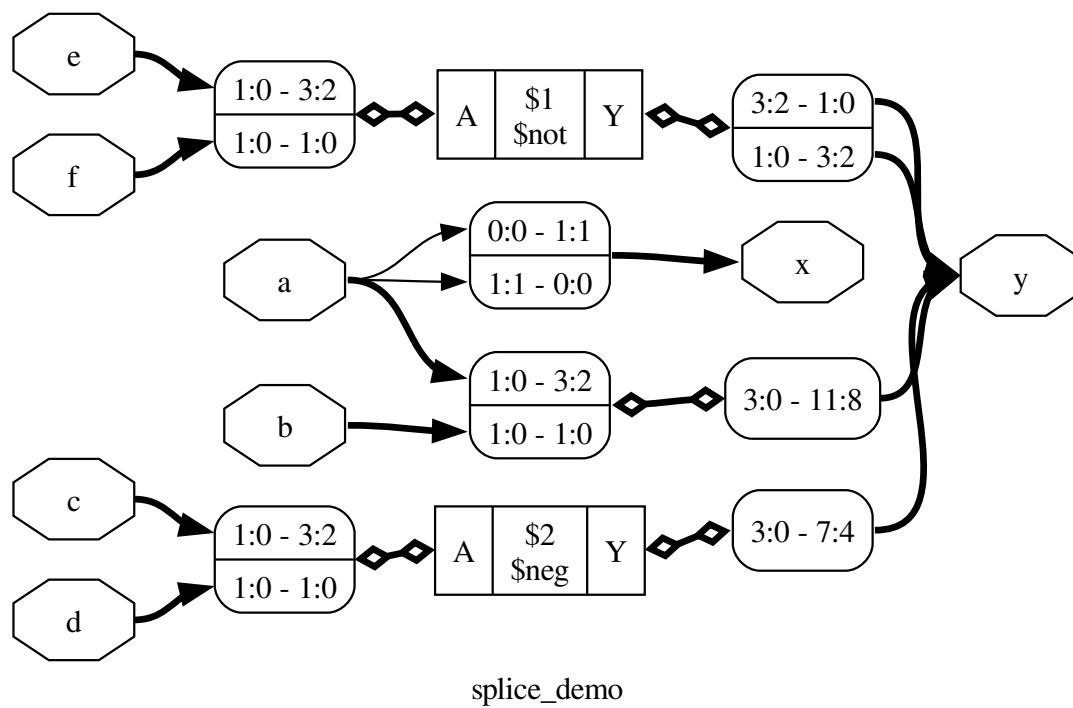 e
f
1:0 - 3:2
1:0 - 1:0
A
$1
$not
Y
3:2 - 1:0
1:0 - 3:2
a
0:0 - 1:1
1:1 - 0:0
x
y
b
1:0 - 3:2
1:0 - 1:0
3:0 - 11:8
c
d
1:0 - 3:2
1:0 - 1:0
A
$2
$neg
Y
3:0 - 7:4
splice_demo